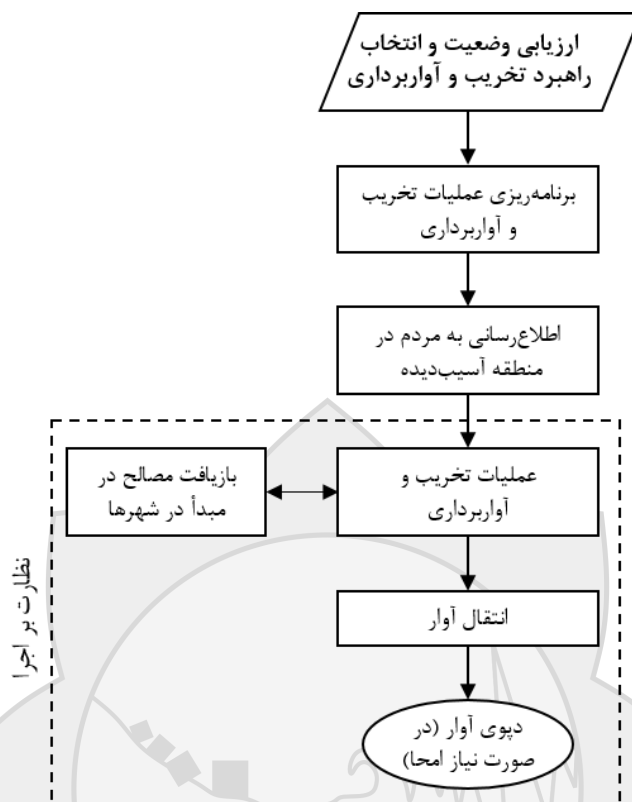 ارزیابی وضعیت و انتخاب
راهبرد تخریب و آواربرداری
برنامه‌ریزی عملیات تخریب
و آواربرداری
اطلاع‌رسانی به مردم در
منطقه آسیب‌دیده
عملیات تخریب و
آواربرداری
بازیافت مصالح در
مبدأ در شهرها
نظارت بر اجرا
انتقال آوار
دپوی آوار (در
صورت نیاز امحا)